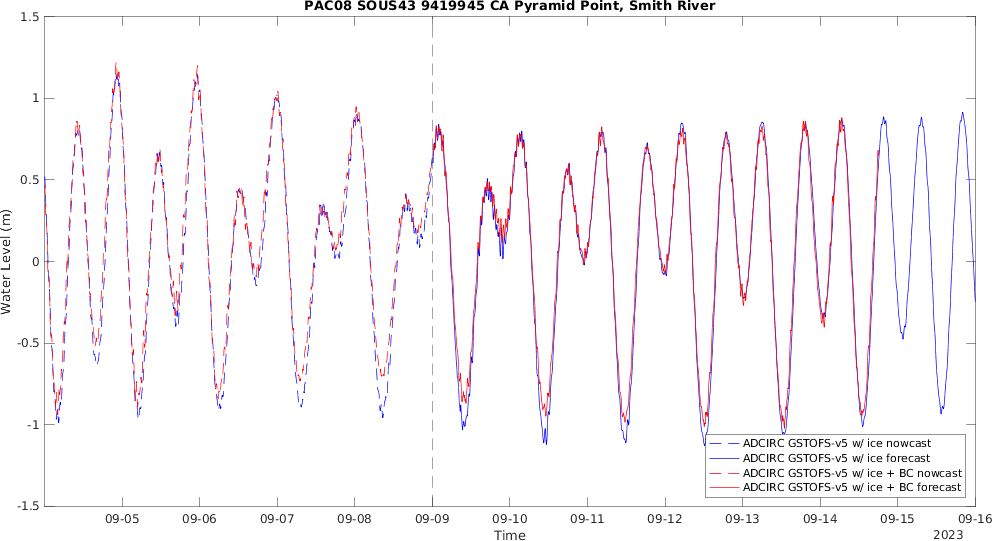 PAC08 SOUS43 9419945 CA Pyramid Point, Smith River
1.5
1
0.5
0
-0.5
-1
-1.5
Water Level (m)
ADCIRC GSTOFS-v5 w/ ice nowcast
ADCIRC GSTOFS-v5 w/ ice forecast
ADCIRC GSTOFS-v5 w/ ice + BC nowcast
ADCIRC GSTOFS-v5 w/ ice + BC forecast
09-05 09-06 09-07 09-08 09-09 09-10 09-11 09-12 09-13 09-14 09-15 09-16
Time
2023